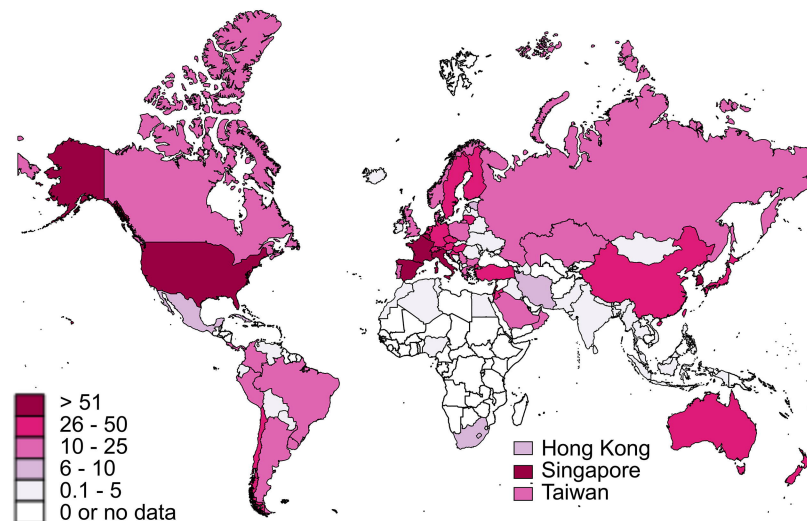 > 51
26 - 50
10 - 25
6 - 10
0.1 - 5
0 or no data
Hong Kong
Singapore
Taiwan